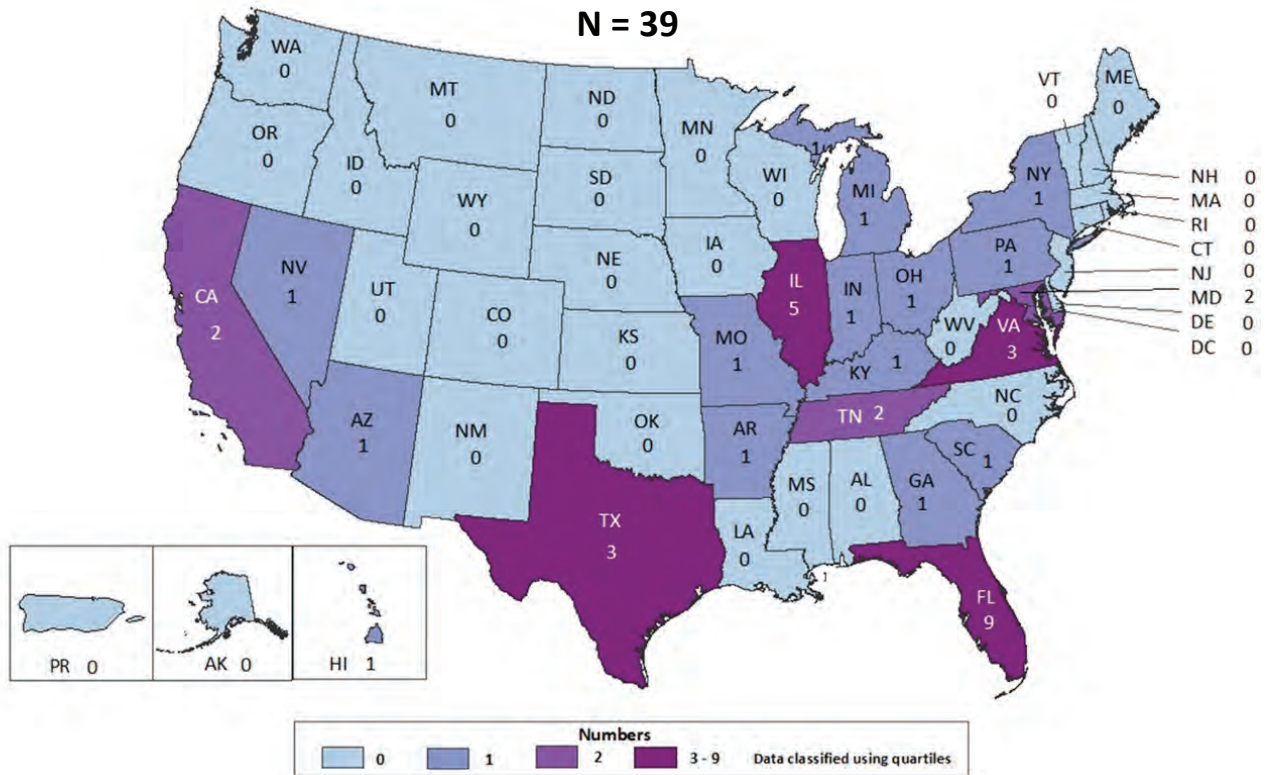 N = 39
WA
0
MT
0
ND
0
MN
0
VT
0
ME
0
OR
0
ID
0
SD
0
WI
0
1
MI
1
NY
1
NH 0
MA 0
RI 0
CT 0
NJ 0
MD 2
DE 0
DC 0
WY
0
IA
0
NE
0
PA
1
CA
2
NV
1
UT
0
CO
0
KS
0
MO
1
IL
5
IN
1
OH
1
WV
0
VA
3
KY 1
AZ
1
NM
0
OK
0
AR
1
TN 2
NC
0
SC 1
MS
0
AL
0
GA
1
TX
3
LA
0
FL
9
PR 0
AK 0
HI 1
Numbers
0 1 2 3 - 9 Data classified using quartiles